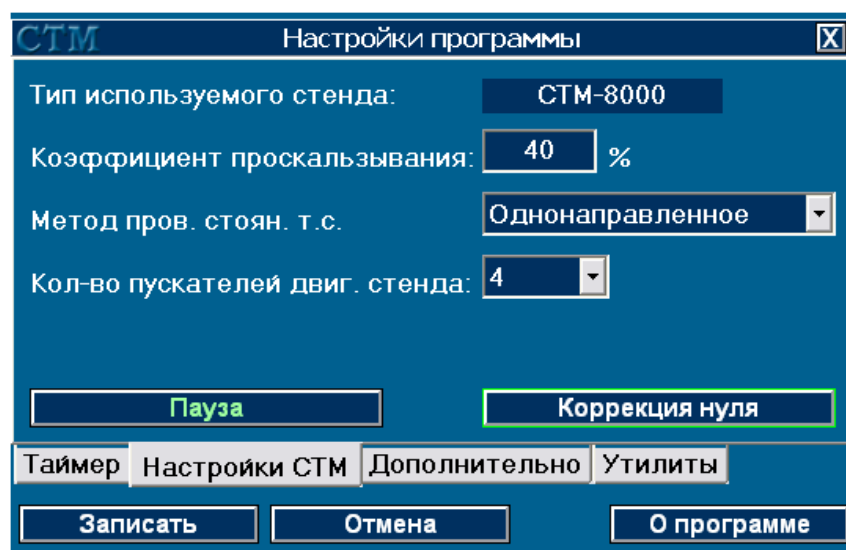 СТМ Настройки программы X
Тип используемого стенда: СТМ-8000
Коэффициент проскальзывания: 40 %
Метод пров. стоян. т.с. Однонаправленное
Кол-во пускателей двиг. стенда: 4
Пауза Коррекция нуля
Таймер Настройки СТМ Дополнительно Утилиты
Записать Отмена О программе